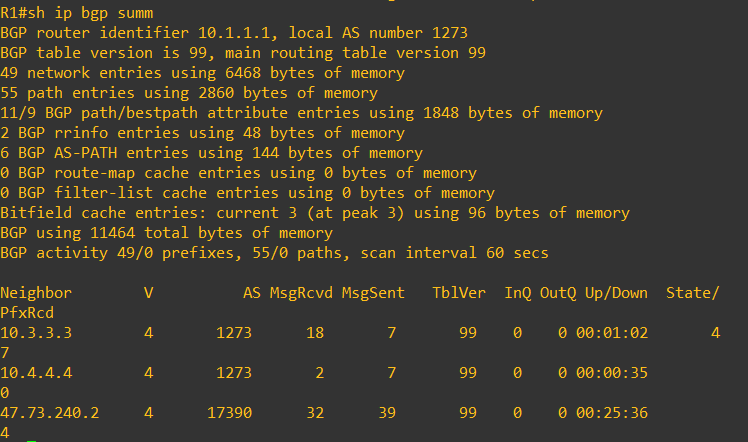 R1#sh ip bgp summ
BGP router identifier 10.1.1.1, local AS number 1273
BGP table version is 99, main routing table version 99
49 network entries using 6468 bytes of memory
55 path entries using 2860 bytes of memory
11/9 BGP path/bestpath attribute entries using 1848 bytes of memory
2 BGP rrinfo entries using 48 bytes of memory
6 BGP AS-PATH entries using 144 bytes of memory
0 BGP route-map cache entries using 0 bytes of memory
0 BGP filter-list cache entries using 0 bytes of memory
Bitfield cache entries: current 3 (at peak 3) using 96 bytes of memory
BGP using 11464 total bytes of memory
BGP activity 49/0 prefixes, 55/0 paths, scan interval 60 secs

Neighbor        V          AS MsgRcvd MsgSent   TblVer  InQ OutQ Up/Down  State/
PfxRcd
10.3.3.3        4       1273      18       7       99    0    0 00:01:02        4
7
10.4.4.4        4       1273       2       7       99    0    0 00:00:35
0
47.73.240.2     4      17390      32      39       99    0    0 00:25:36
4